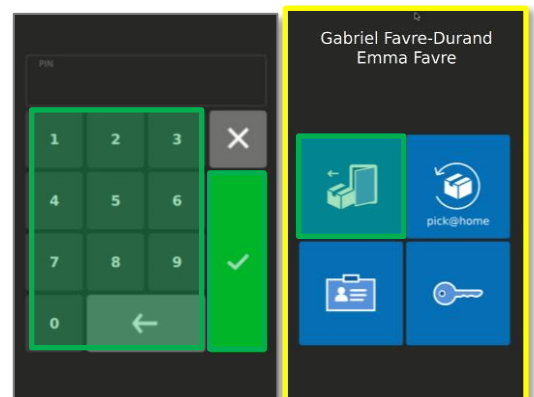 PIN
1 2 3
4 5 6
7 8 9
0
Gabriel Favre-Durand
Emma Favre
pick@home